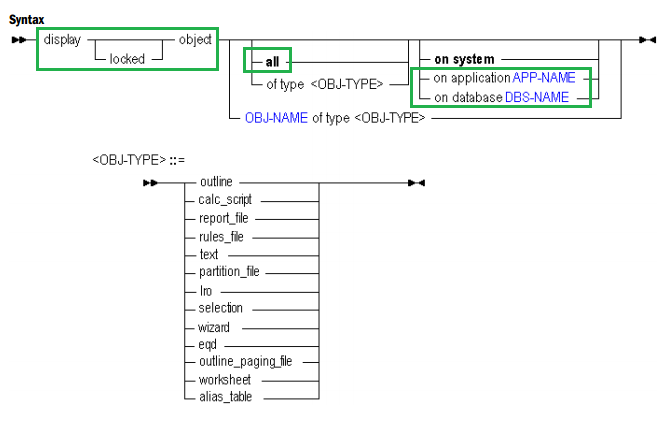 Syntax
display object
locked
all
of type <OBJ-TYPE>
on system
on application APP-NAME
on database DBS-NAME
OBJ-NAME of type <OBJ-TYPE>
<OBJ-TYPE> ::=
outline
calc_script
report_file
rules_file
text
partition_file
lro
selection
wizard
eqd
outline_paging_file
worksheet
alias_table